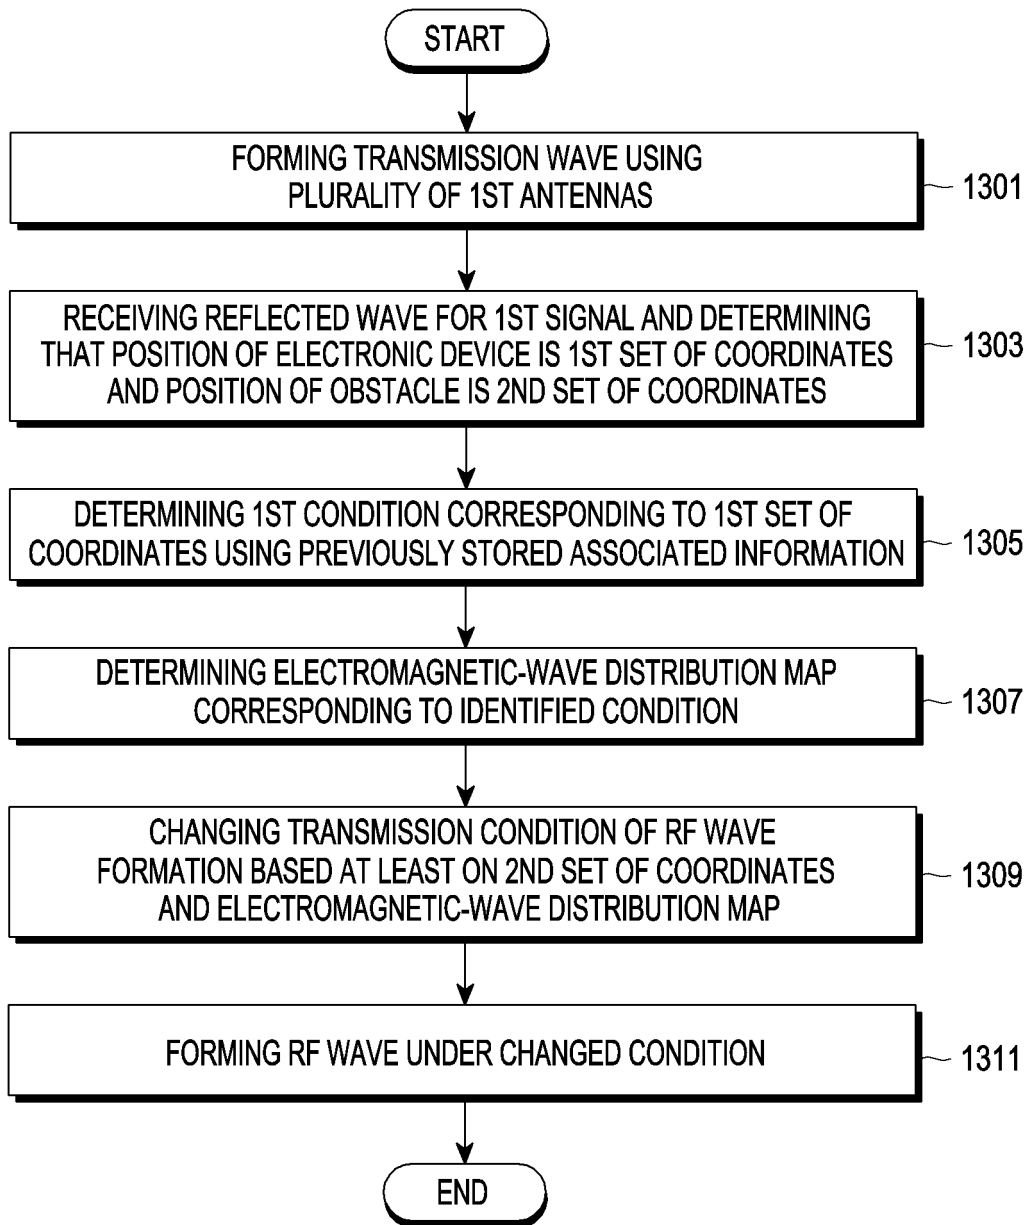 START
FORMING TRANSMISSION WAVE USING
PLURALITY OF 1ST ANTENNAS
1301
RECEIVING REFLECTED WAVE FOR 1ST SIGNAL AND DETERMINING
THAT POSITION OF ELECTRONIC DEVICE IS 1ST SET OF COORDINATES
AND POSITION OF OBSTACLE IS 2ND SET OF COORDINATES
1303
DETERMINING 1ST CONDITION CORRESPONDING TO 1ST SET OF
COORDINATES USING PREVIOUSLY STORED ASSOCIATED INFORMATION
1305
DETERMINING ELECTROMAGNETIC-WAVE DISTRIBUTION MAP
CORRESPONDING TO IDENTIFIED CONDITION
1307
CHANGING TRANSMISSION CONDITION OF RF WAVE
FORMATION BASED AT LEAST ON 2ND SET OF COORDINATES
AND ELECTROMAGNETIC-WAVE DISTRIBUTION MAP
1309
FORMING RF WAVE UNDER CHANGED CONDITION
1311
END